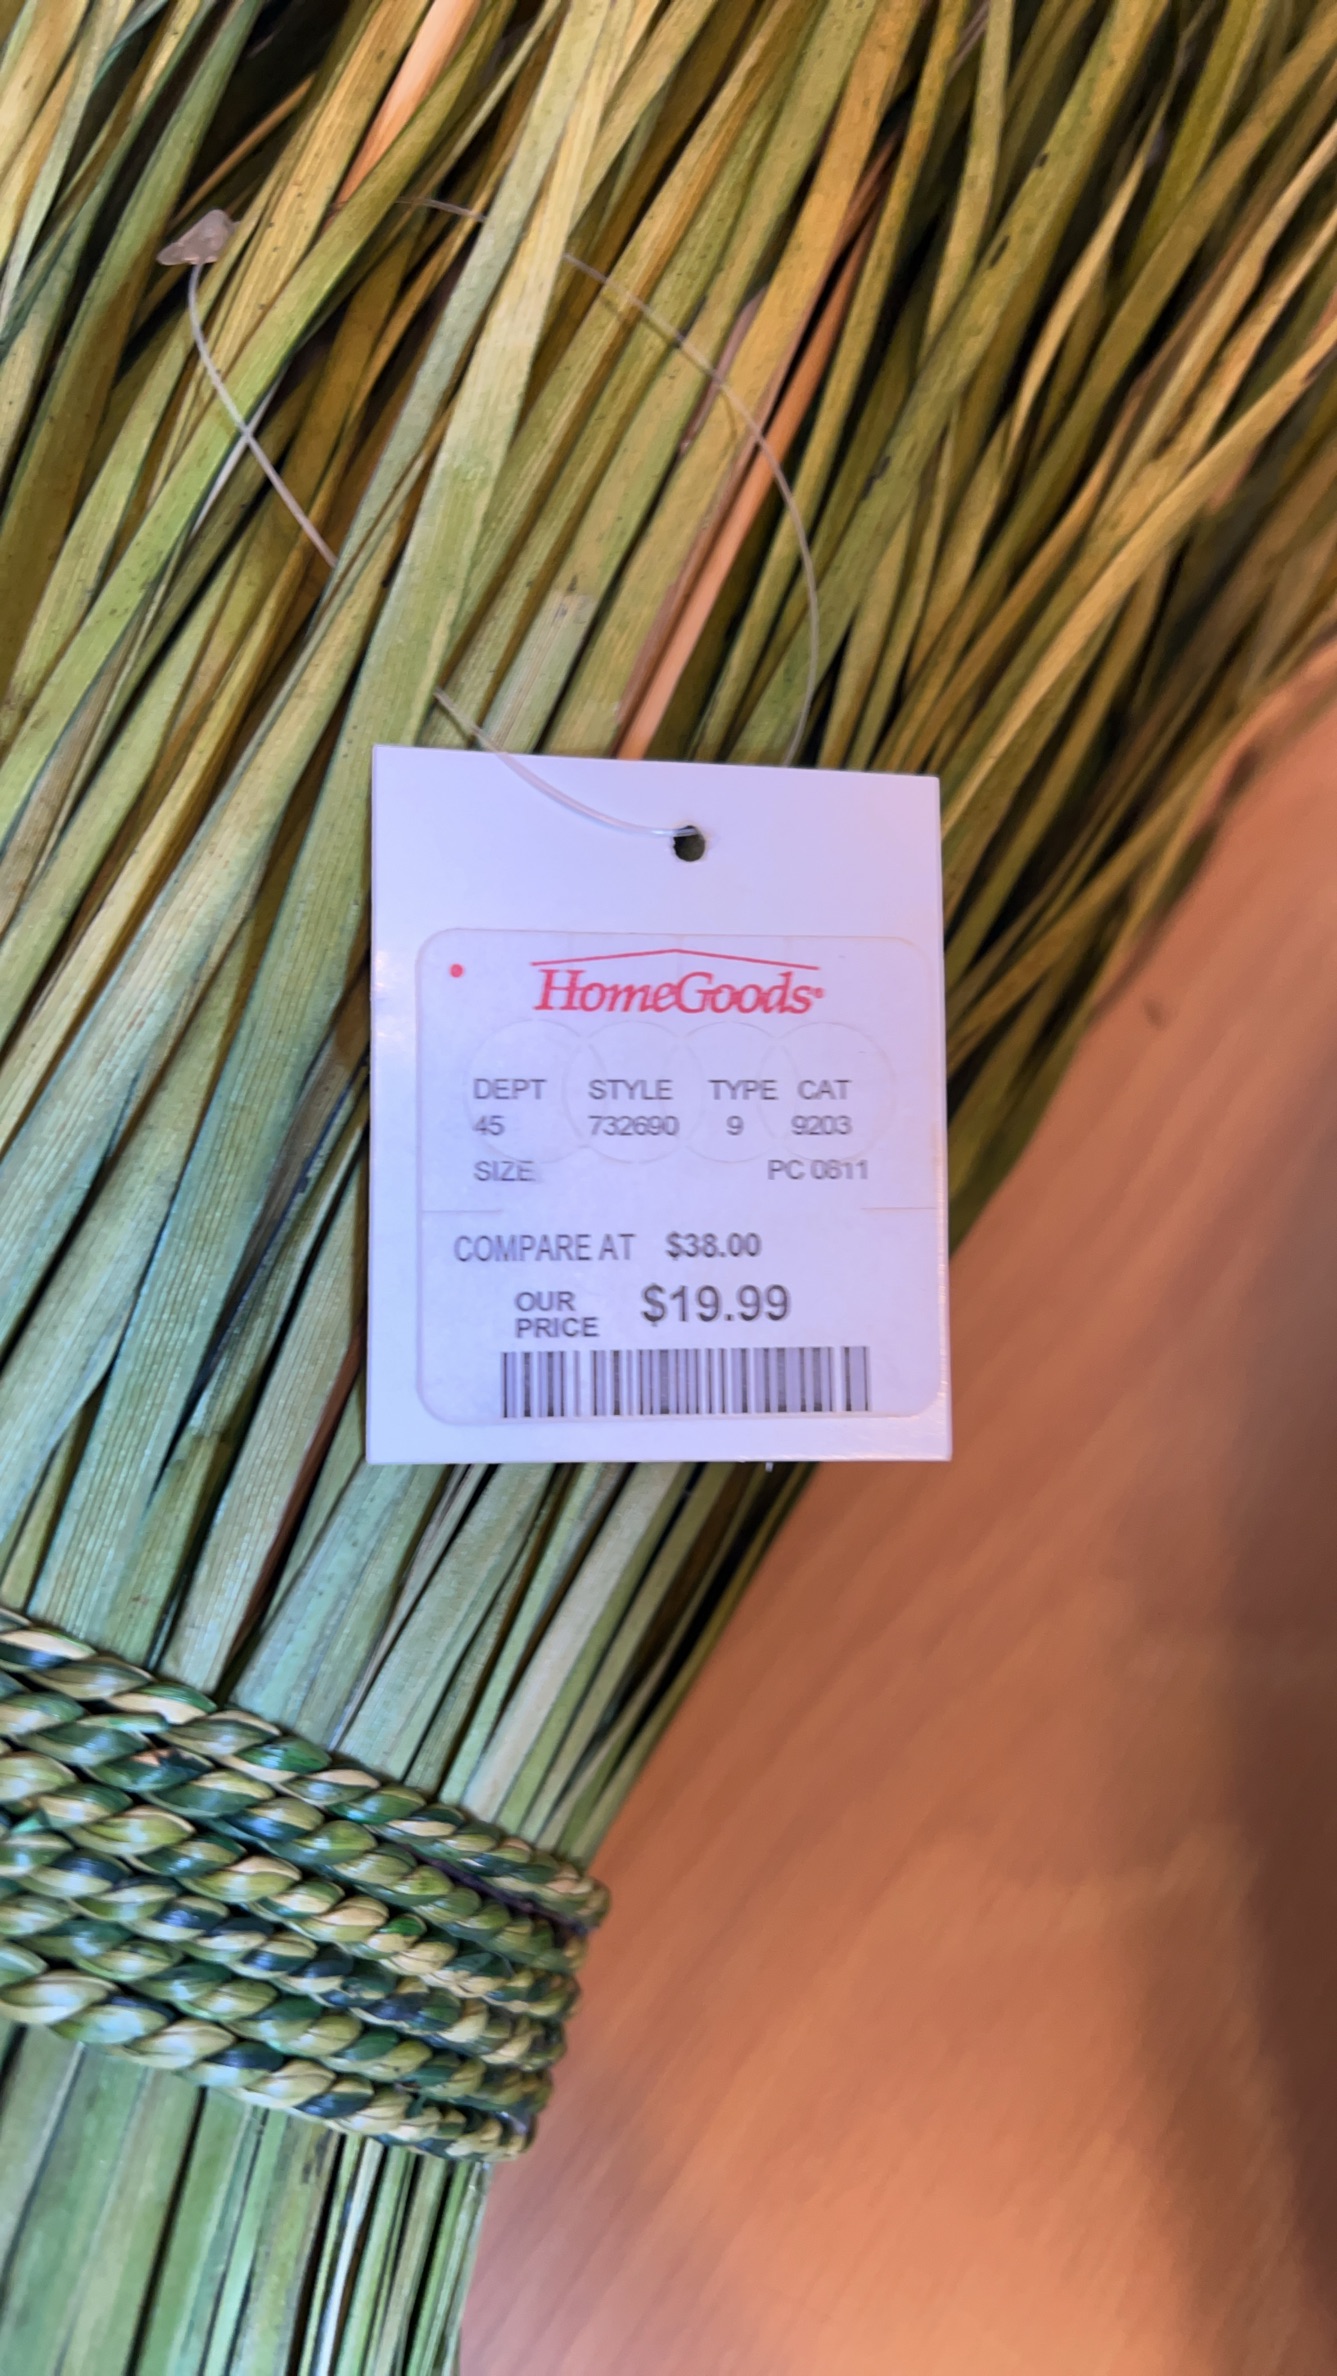 HomeGoods®
DEPT STYLE TYPE CAT
45 732690 9 9203
SIZE PC 0811
COMPARE AT $38.00
OUR PRICE $19.99